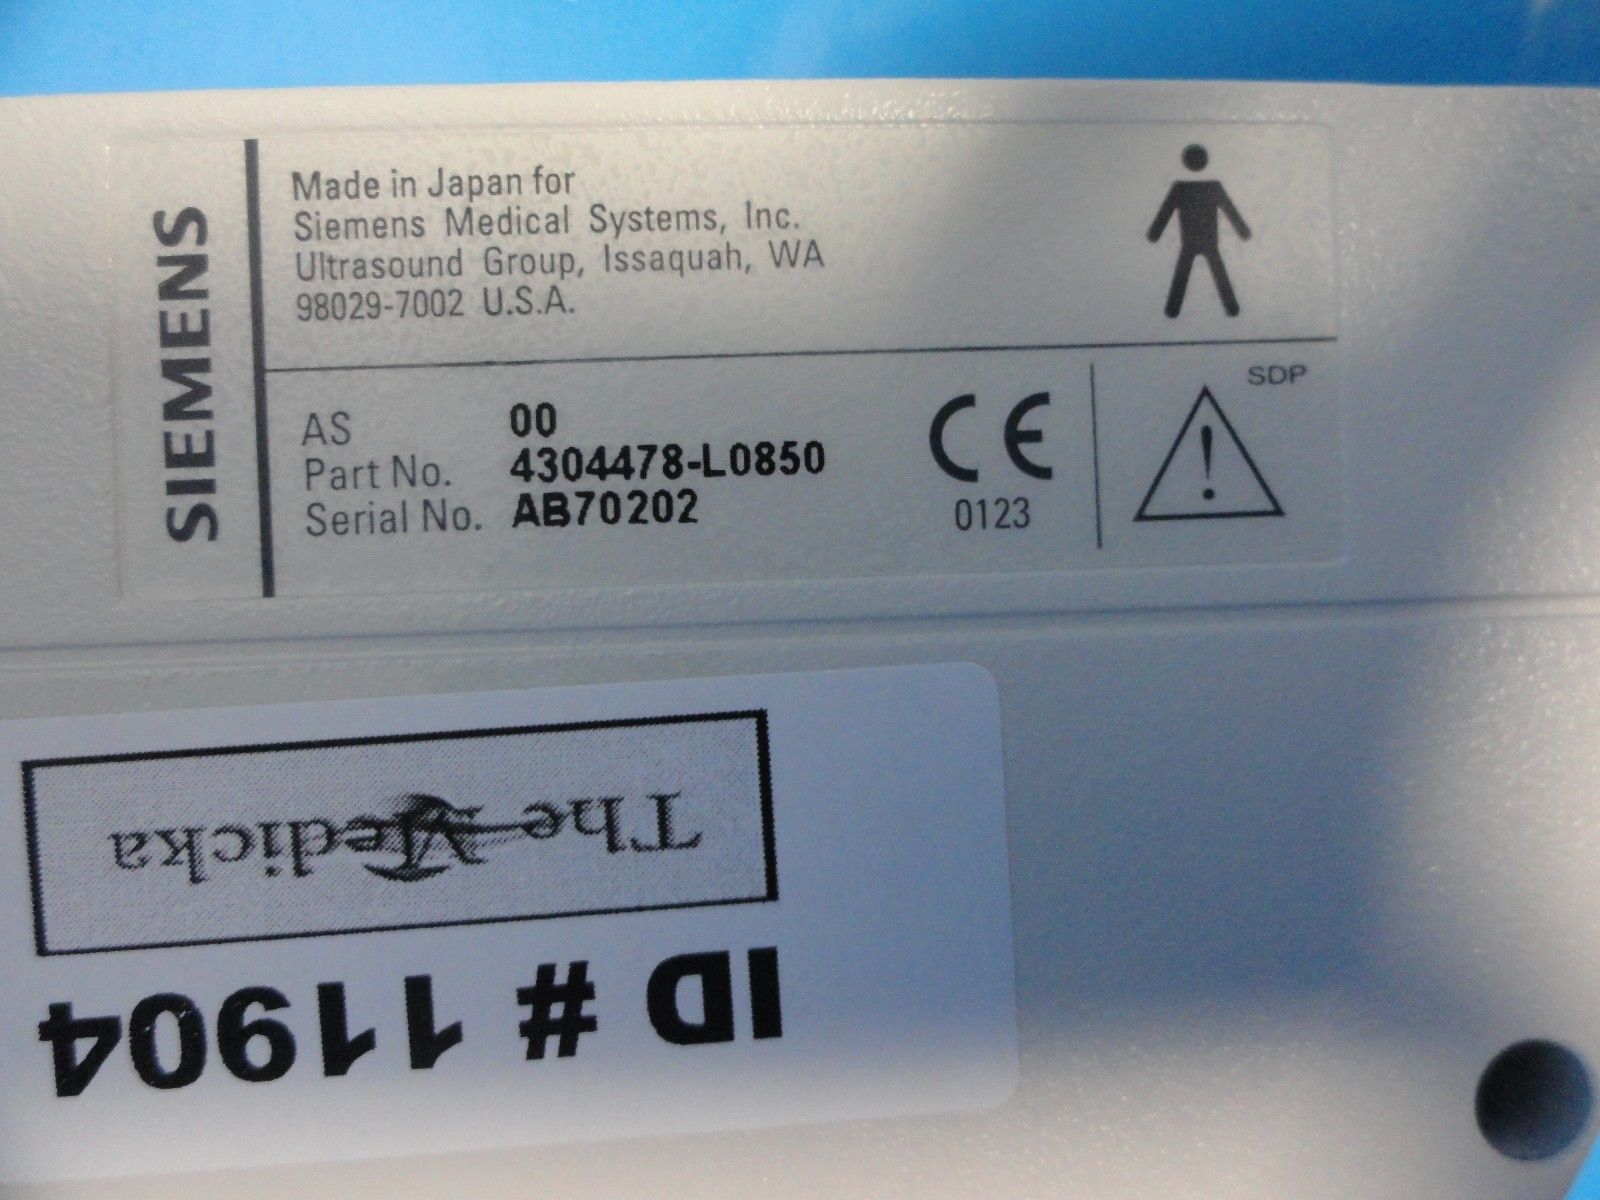 SIEMENS
Made in Japan for
Siemens Medical Systems, Inc.
Ultrasound Group, Issaquah, WA
98029-7002 U.S.A.
AS 00
Part No. 4304478-L0850
Serial No. AB70202
CE
0123
SDP
!
The Medicka
ID # 11904